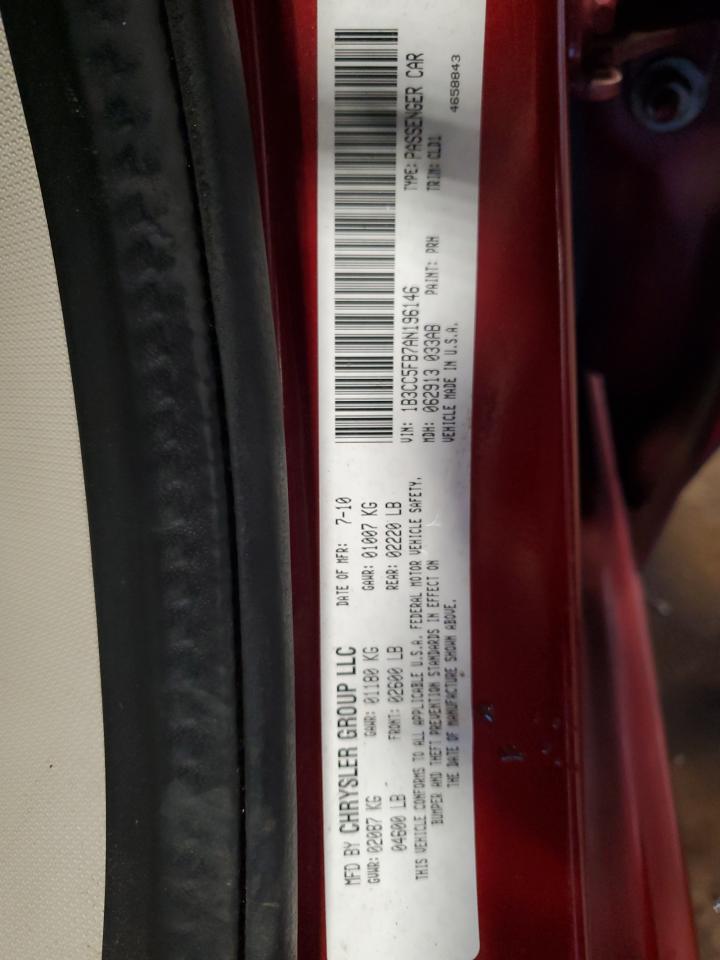 MFD BY CHRYSLER GROUP LLC
DATE OF MFR: 7-10
GVWR: 02087 KG
GAWR: 01180 KG
GAWR: 01007 KG
04600 LB
FRONT: 02600 LB
REAR: 02220 LB
THIS VEHICLE CONFORMS TO ALL APPLICABLE U.S.A. FEDERAL MOTOR VEHICLE SAFETY,
BUMPER AND THEFT PREVENTION STANDARDS IN EFFECT ON
THE DATE OF MANUFACTURE SHOWN ABOVE.
VIN: 1B3CC5FB7AN196146
TYPE: PASSENGER CAR
MDH: 062913 033AB
PAINT: PRH
TRIM: CLD1
VEHICLE MADE IN U.S.A.
4658843